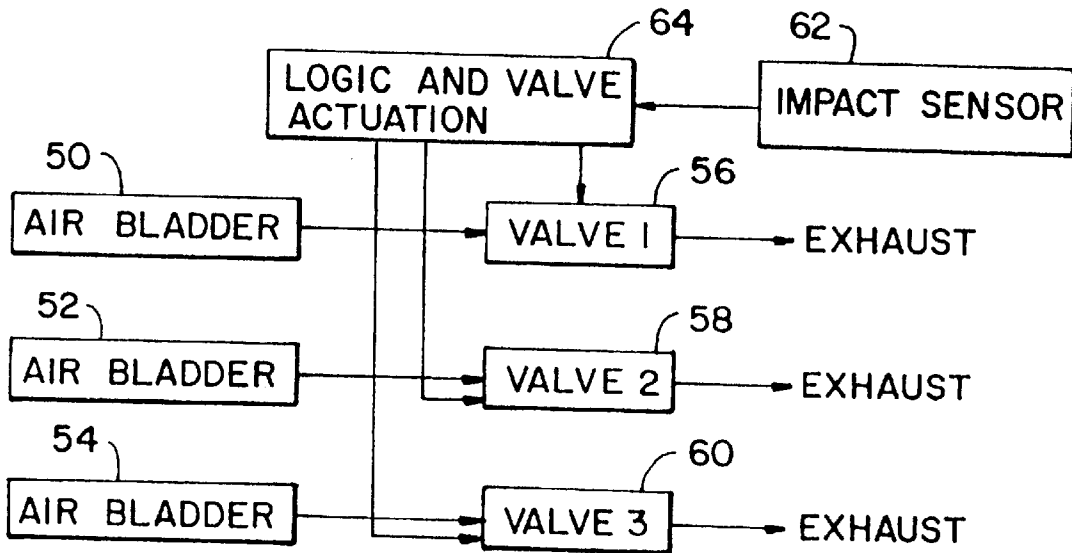 64
62
LOGIC AND VALVE
ACTUATION
IMPACT SENSOR
50
56
AIR BLADDER
VALVE 1
EXHAUST
52
58
AIR BLADDER
VALVE 2
EXHAUST
54
60
AIR BLADDER
VALVE 3
EXHAUST